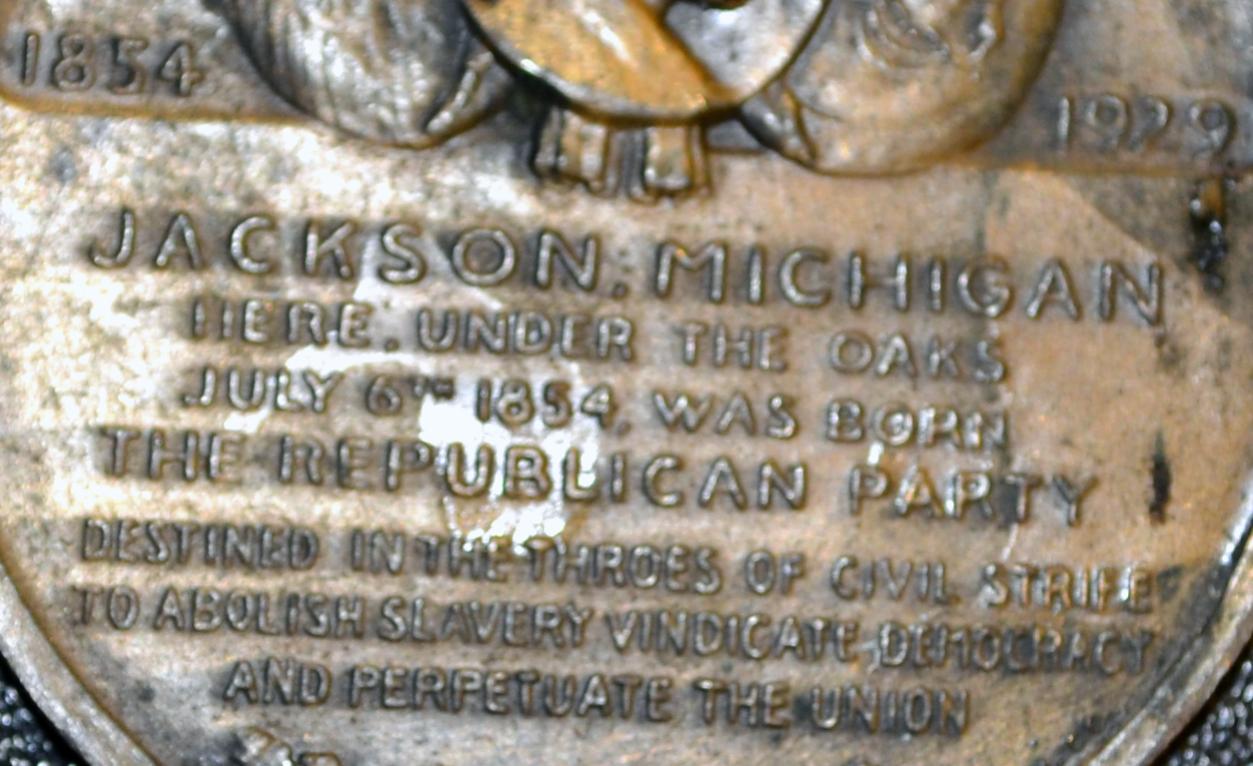 1854
1929
JACKSON, MICHIGAN
HERE, UNDER THE OAKS
JULY 6TH 1854, WAS BORN
THE REPUBLICAN PARTY
DESTINED IN THE THROES OF CIVIL STRIFE
TO ABOLISH SLAVERY VINDICATE DEMOCRACY
AND PERPETUATE THE UNION